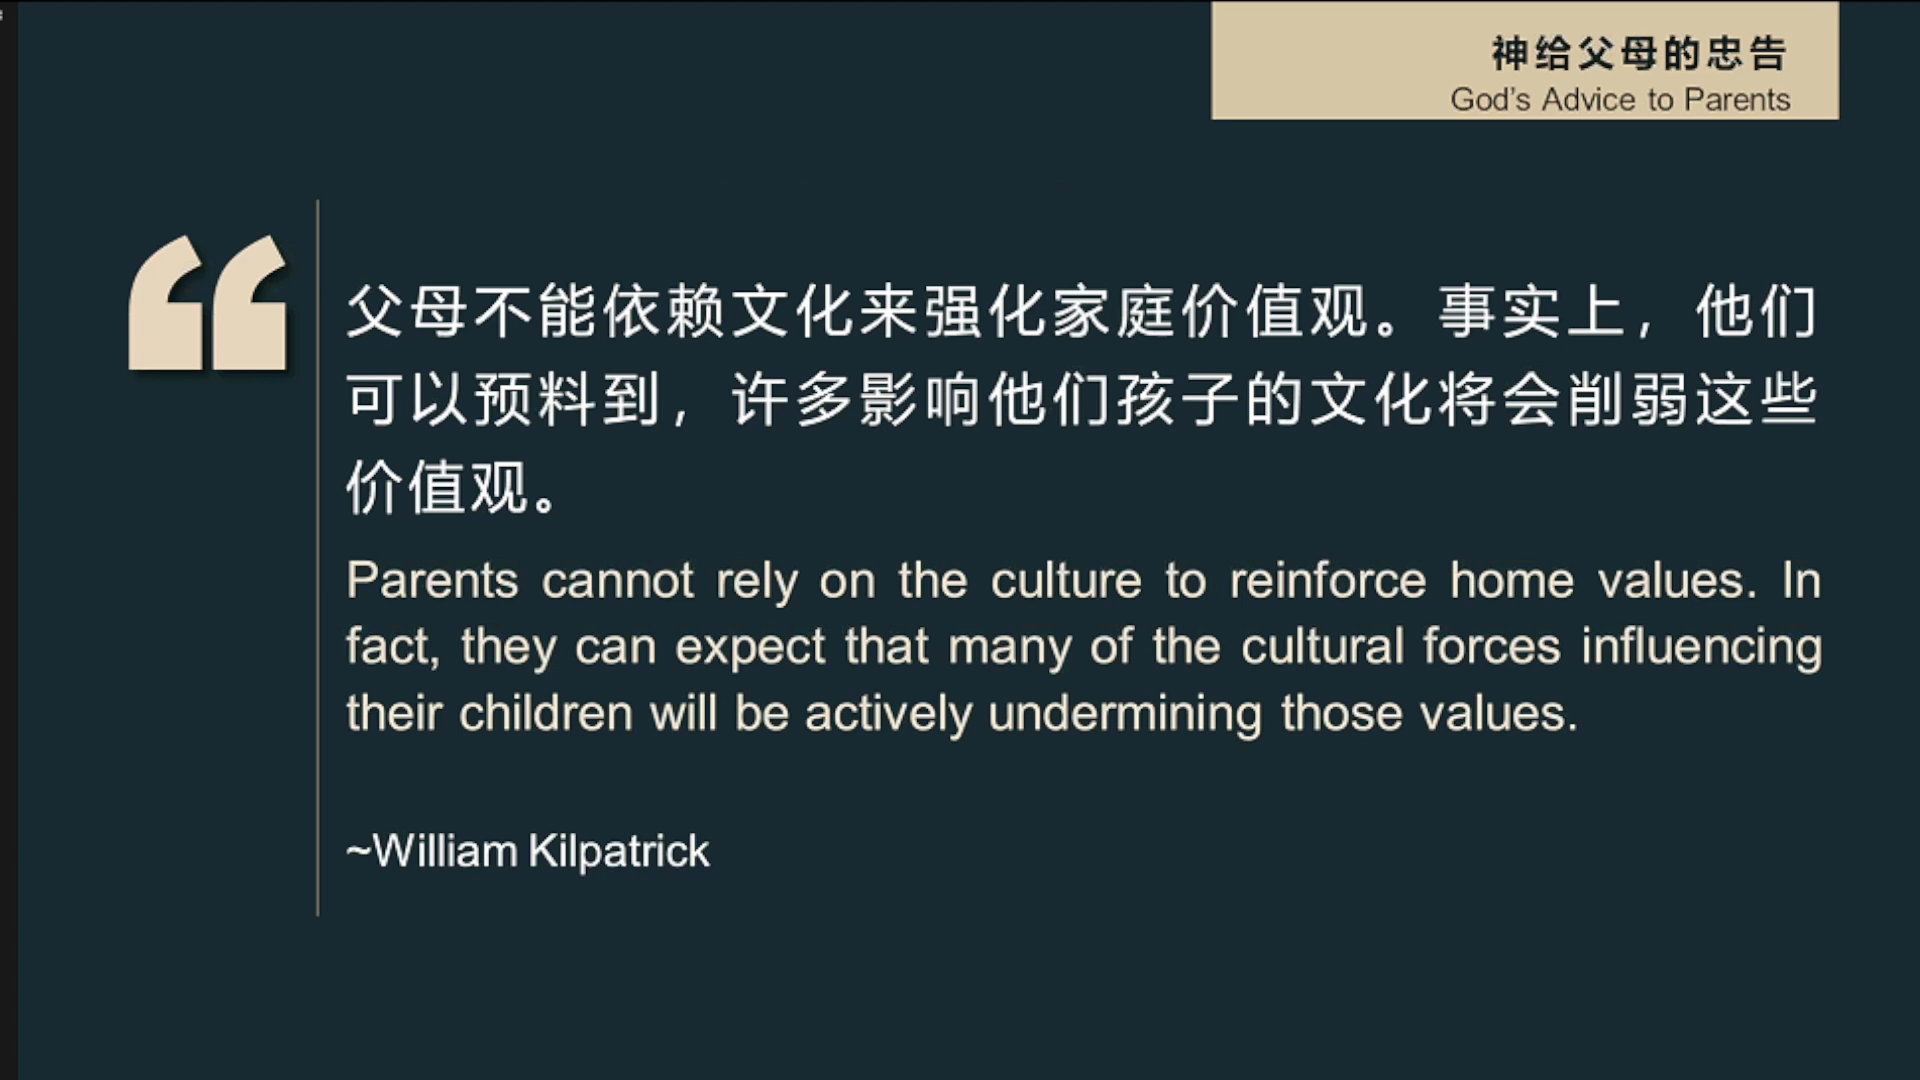 神给父母的忠告
God's Advice to Parents
父母不能依赖文化来强化家庭价值观。事实上，他们
可以预料到，许多影响他们孩子的文化将会削弱这些
价值观。
Parents cannot rely on the culture to reinforce home values. In
fact, they can expect that many of the cultural forces influencing
their children will be actively undermining those values.
~William Kilpatrick